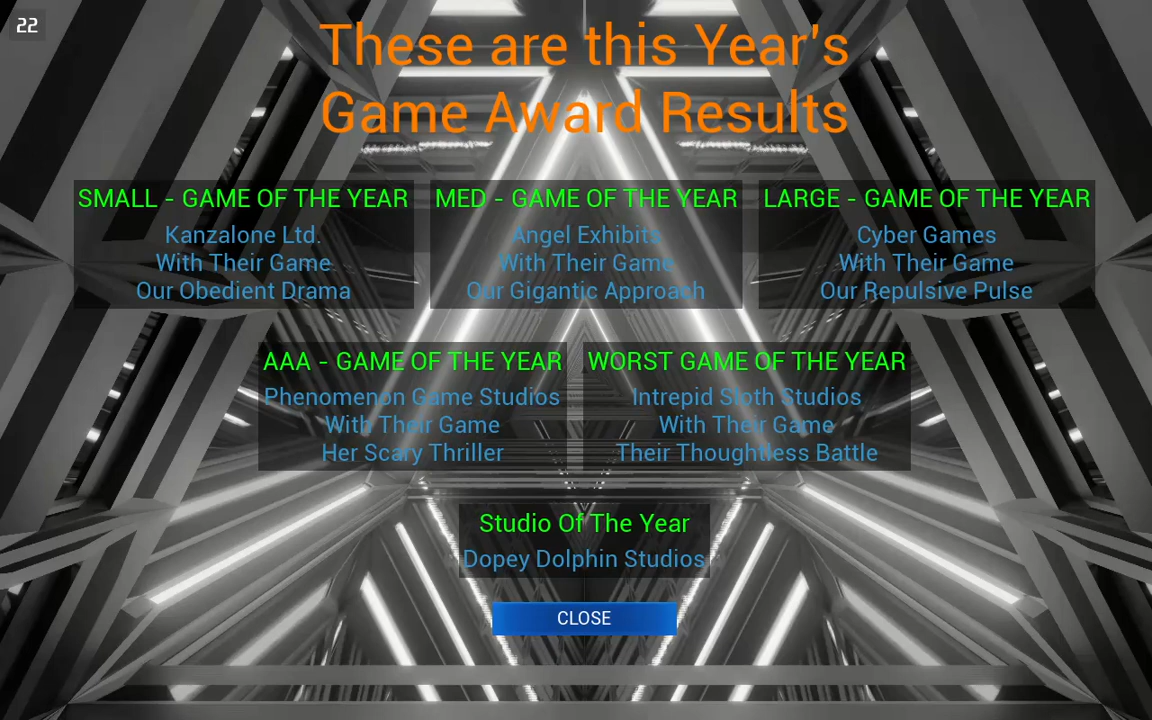 22
These are this Year's
Game Award Results
SMALL - GAME OF THE YEAR
Kanzalone Ltd.
With Their Game
Our Obedient Drama
MED - GAME OF THE YEAR
Angel Exhibits
With Their Game
Our Gigantic Approach
LARGE - GAME OF THE YEAR
Cyber Games
With Their Game
Our Repulsive Pulse
AAA - GAME OF THE YEAR
Phenomenon Game Studios
With Their Game
Her Scary Thriller
WORST GAME OF THE YEAR
Intrepid Sloth Studios
With Their Game
Their Thoughtless Battle
Studio Of The Year
Dopey Dolphin Studios
CLOSE